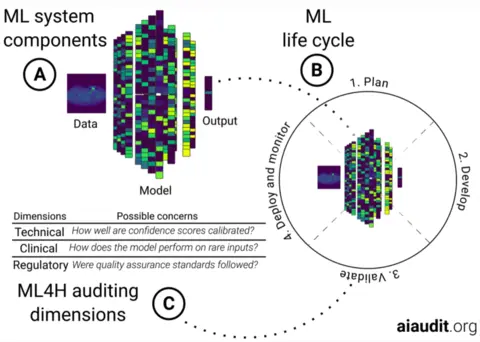 ML system
components
A
Data
Model
Output
ML
life cycle
B
1. Plan
2. Develop
3. Validate
4. Deploy and monitor
Dimensions Possible concerns
Technical How well are confidence scores calibrated?
Clinical How does the model perform on rare inputs?
Regulatory Were quality assurance standards followed?
ML4H auditing
dimensions
C
aiaudit.org